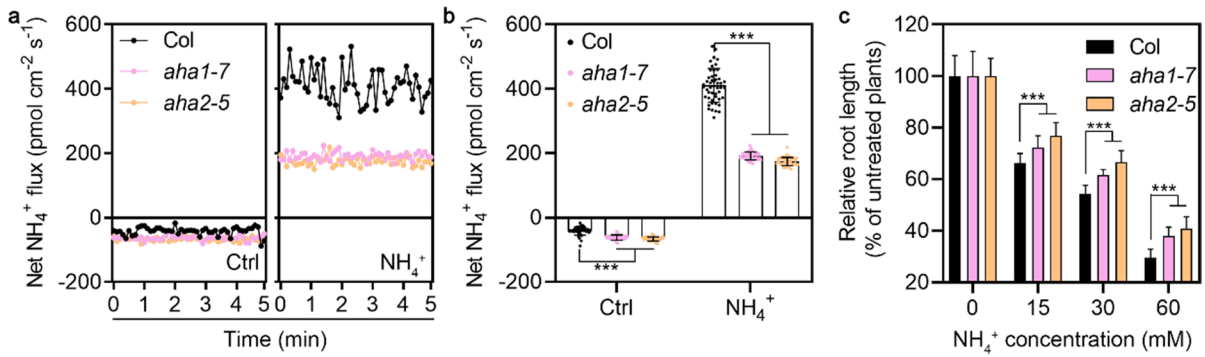 a
Net NH₄⁺ flux (pmol cm⁻² s⁻¹)
600
400
200
0
-200
Col
aha1-7
aha2-5
Ctrl
NH₄⁺
0 1 2 3 4 5 0 1 2 3 4 5
Time (min)
b
Net NH₄⁺ flux (pmol cm⁻² s⁻¹)
600
400
200
0
-200
Col
aha1-7
aha2-5
***
***
Ctrl NH₄⁺
c
Relative root length
(% of untreated plants)
120
100
80
60
40
20
Col
aha1-7
aha2-5
***
***
***
0 15 30 60
NH₄⁺ concentration (mM)